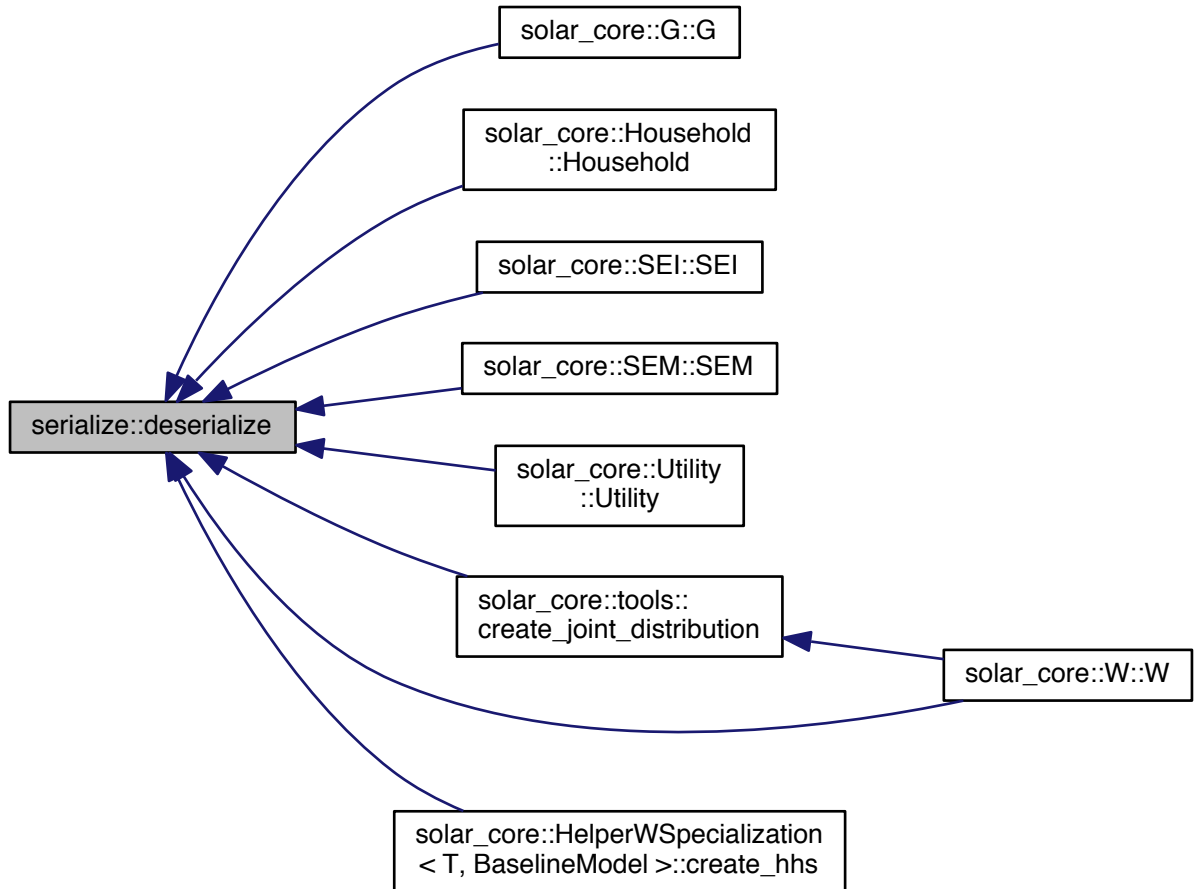 solar_core::G::G
solar_core::Household
::Household
solar_core::SEI::SEI
solar_core::SEM::SEM
serialize::deserialize
solar_core::Utility
::Utility
solar_core::tools::
create_joint_distribution
solar_core::W::W
solar_core::HelperWSpecialization
< T, BaselineModel >::create_hhs